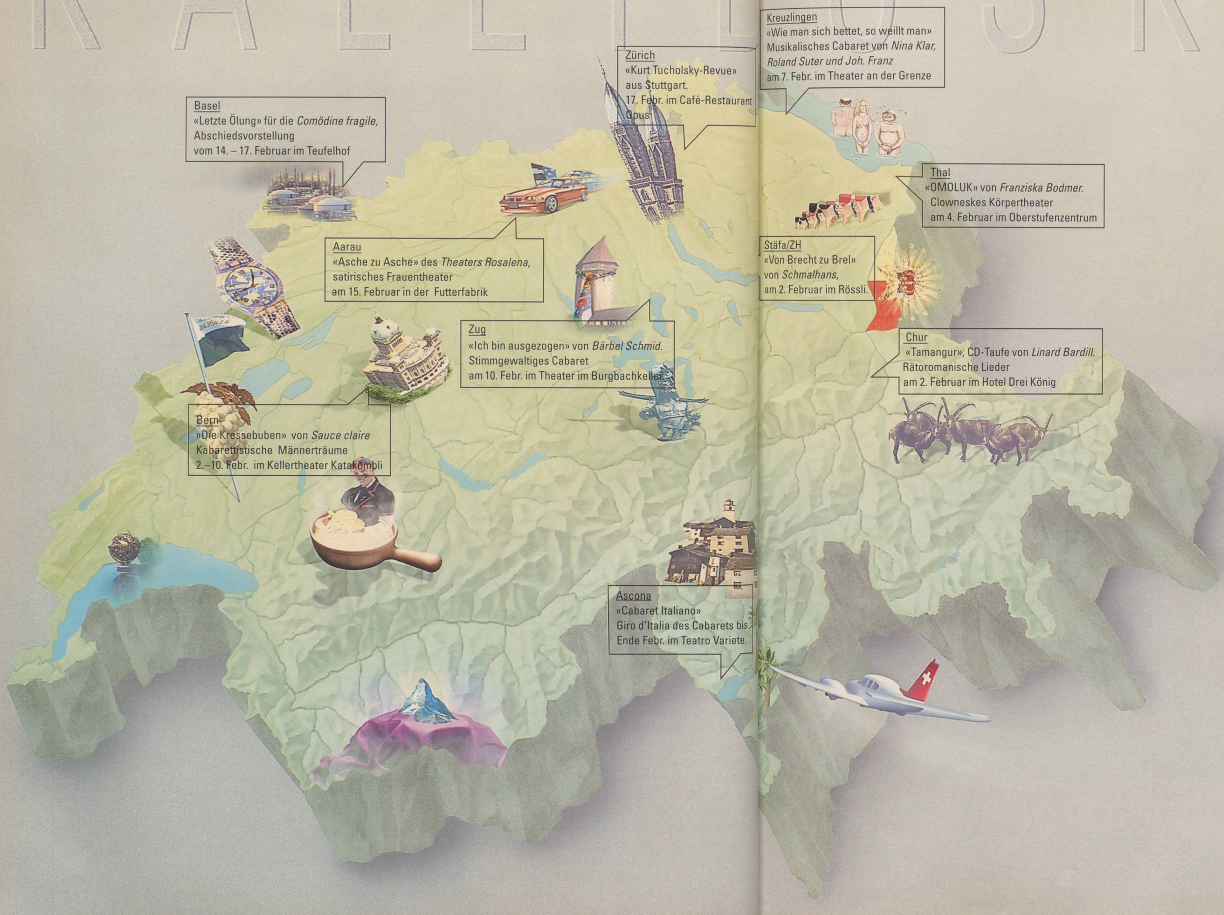 KALEIDOSK
Kreuzlingen
«Wie man sich bettet, so weillt man»
Musikalisches Cabaret von Nina Klar,
Roland Suter und Joh. Franz
am 7. Febr. im Theater an der Grenze
Zürich
«Kurt Tucholsky-Revue»
aus Stuttgart.
17. Febr. im Café-Restaurant
Opus
Basel
«Letzte Ölung» für die Comödine fragile,
Abschiedsvorstellung
vom 14. – 17. Februar im Teufelhof
Thal
«OMOLUK» von Franziska Bodmer.
Clowneskes Körpertheater
am 4. Februar im Oberstufenzentrum
Aarau
«Asche zu Asche» des Theaters Rosalena,
satirisches Frauentheater
am 15. Februar in der Futterfabrik
Stäfa/ZH
«Von Brecht zu Brel»
von Schmalhans,
am 2. Februar im Rössli.
Zug
«Ich bin ausgezogen» von Bärbel Schmid.
Stimmgewaltiges Cabaret
am 10. Febr. im Theater im Burgbachkeller
Chur
«Tamangur», CD-Taufe von Linard Bardill.
Rätoromanische Lieder
am 2. Februar im Hotel Drei König
Bern
«Die Kressebuben» von Sauce claire
Kabarettistische Männerträume
2.–10. Febr. im Kellertheater Katakömbli
Ascona
«Cabaret Italiano»
Giro d'Italia des Cabarets bis
Ende Febr. im Teatro Variete.